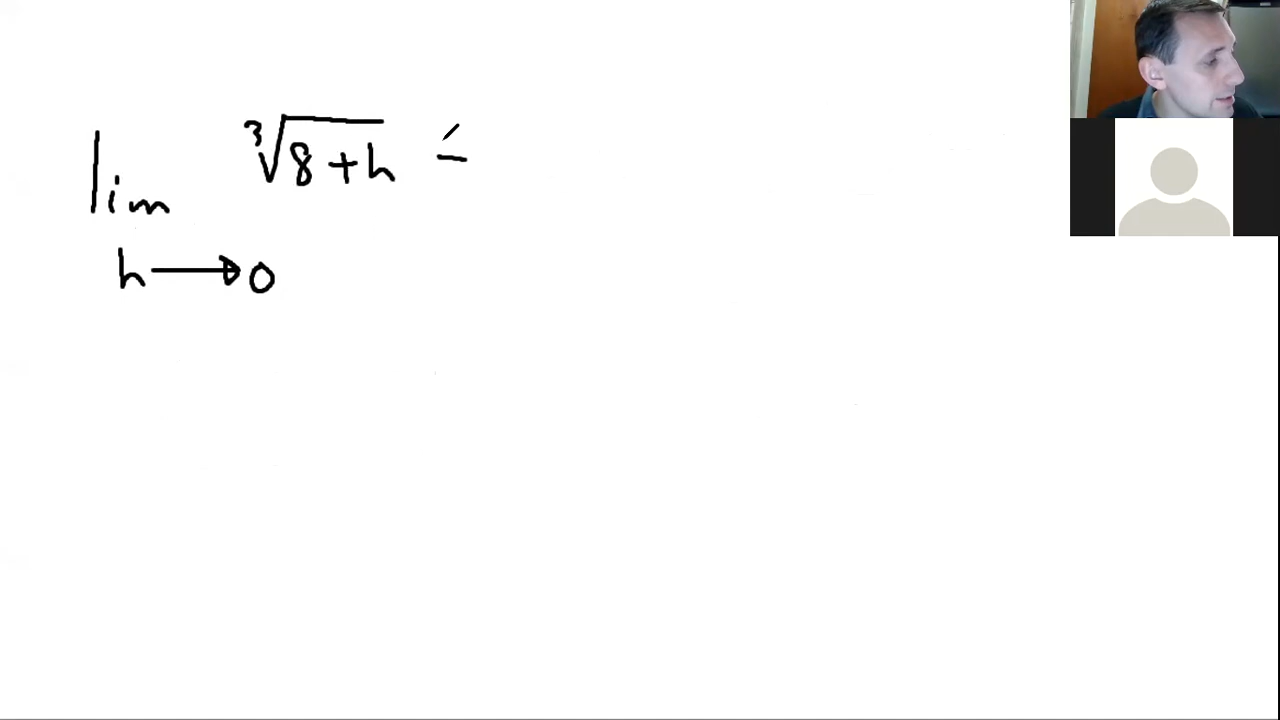 lim ∛8+h =
h→0